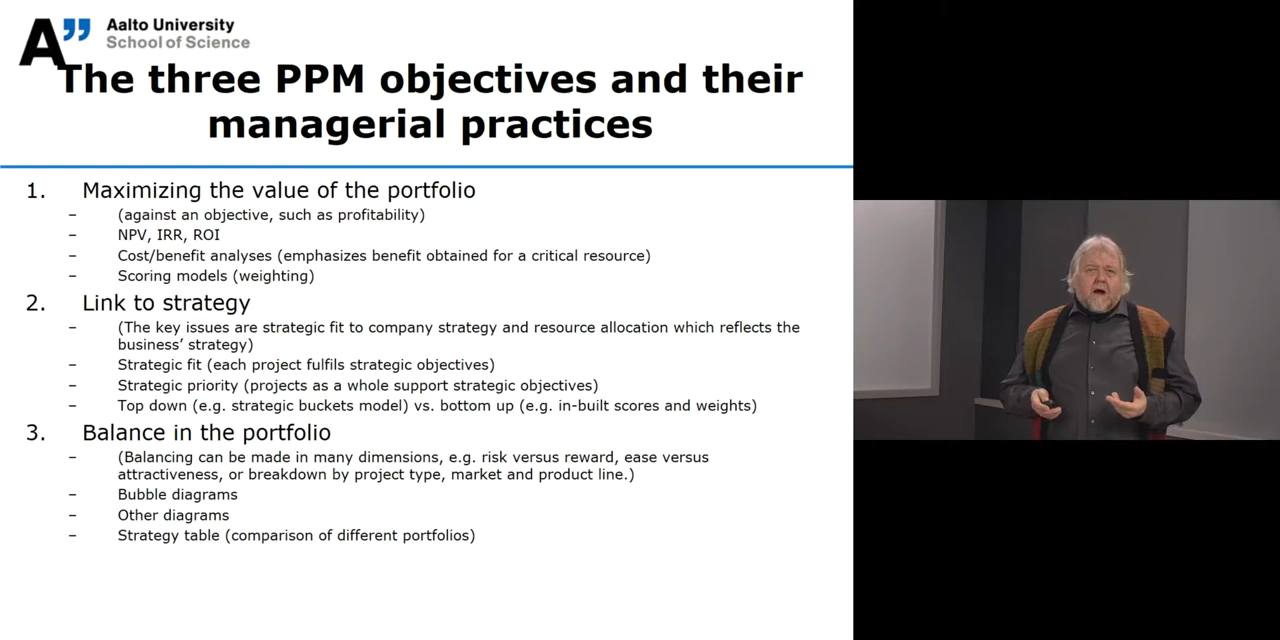 Aalto University
School of Science
A”
The three PPM objectives and their
managerial practices
1. Maximizing the value of the portfolio
– (against an objective, such as profitability)
– NPV, IRR, ROI
– Cost/benefit analyses (emphasizes benefit obtained for a critical resource)
– Scoring models (weighting)
2. Link to strategy
– (The key issues are strategic fit to company strategy and resource allocation which reflects the
business’ strategy)
– Strategic fit (each project fulfils strategic objectives)
– Strategic priority (projects as a whole support strategic objectives)
– Top down (e.g. strategic buckets model) vs. bottom up (e.g. in-built scores and weights)
3. Balance in the portfolio
– (Balancing can be made in many dimensions, e.g. risk versus reward, ease versus
attractiveness, or breakdown by project type, market and product line.)
– Bubble diagrams
– Other diagrams
– Strategy table (comparison of different portfolios)